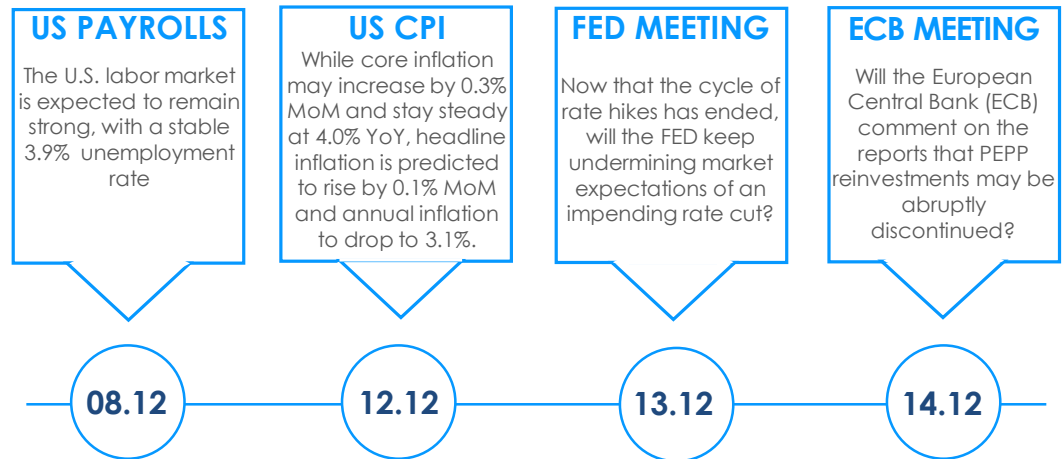 US PAYROLLS
The U.S. labor market
is expected to remain
strong, with a stable
3.9% unemployment
rate
US CPI
While core inflation
may increase by 0.3%
MoM and stay steady
at 4.0% YoY, headline
inflation is predicted
to rise by 0.1% MoM
and annual inflation
to drop to 3.1%.
FED MEETING
Now that the cycle of
rate hikes has ended,
will the FED keep
undermining market
expectations of an
impending rate cut?
ECB MEETING
Will the European
Central Bank (ECB)
comment on the
reports that PEPP
reinvestments may be
abruptly
discontinued?
08.12
12.12
13.12
14.12